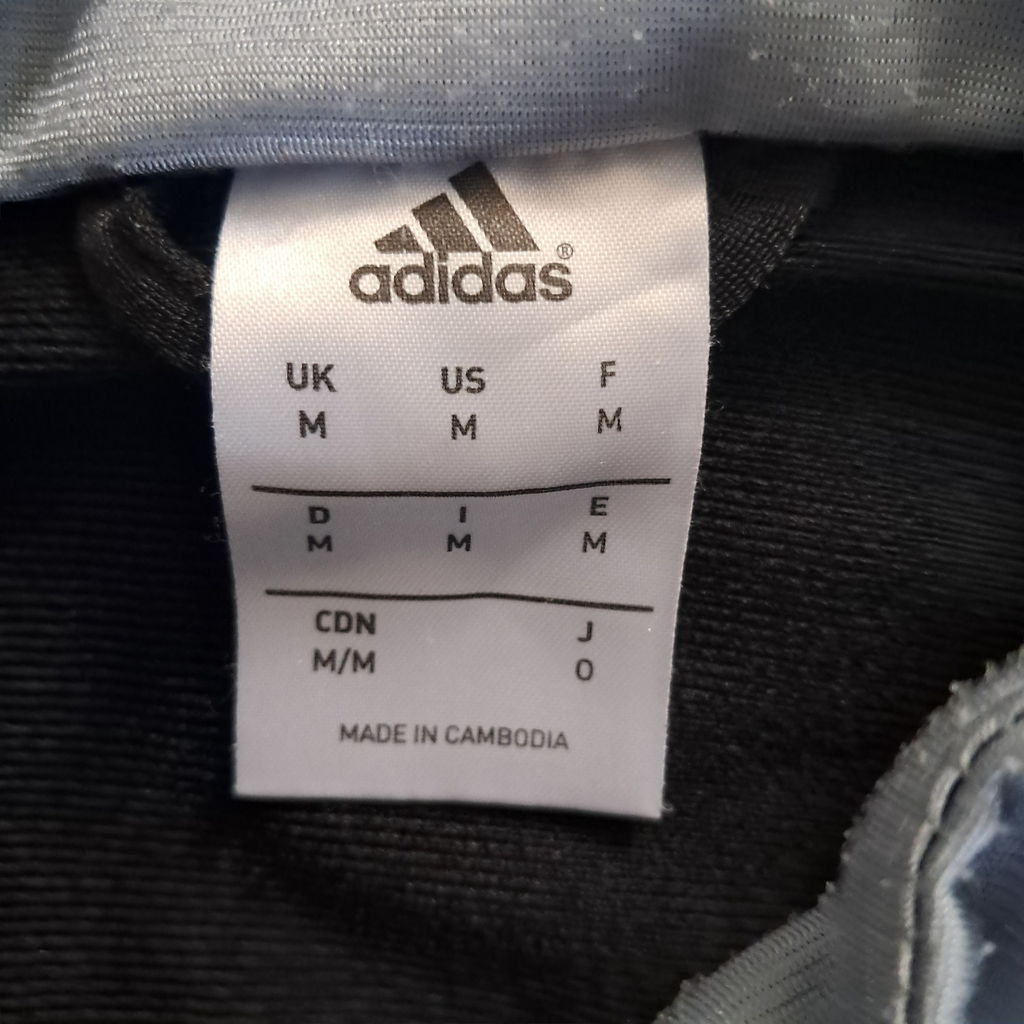 adidas®
UK US F
M M M
D I E
M M M
CDN J
M/M O
MADE IN CAMBODIA